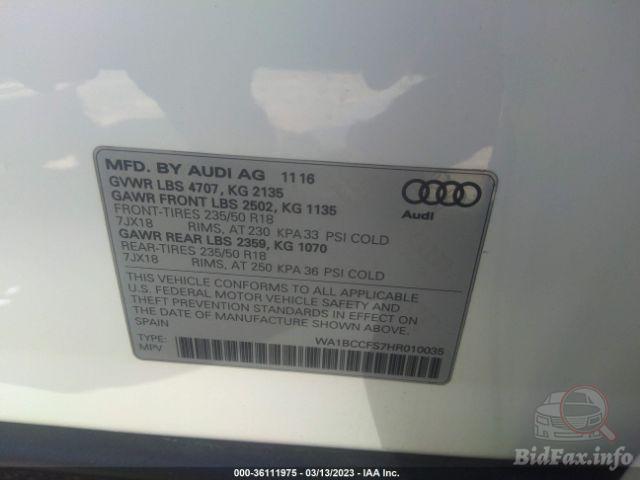 MFD. BY AUDI AG 11 16
GVWR LBS 4707, KG 2135
GAWR FRONT LBS 2502, KG 1135
FRONT-TIRES 235/50 R18
7JX18 RIMS, AT 230 KPA 33 PSI COLD
GAWR REAR LBS 2359, KG 1070
REAR-TIRES 235/50 R18
7JX18 RIMS, AT 250 KPA 36 PSI COLD
THIS VEHICLE CONFORMS TO ALL APPLICABLE
U.S. FEDERAL MOTOR VEHICLE SAFETY AND
THEFT PREVENTION STANDARDS IN EFFECT ON
THE DATE OF MANUFACTURE SHOWN ABOVE.
SPAIN
TYPE: WA1BCCFS7HR010035
MPV
Audi
BidFax.info
000-36111975 - 03/13/2023 - IAA Inc.